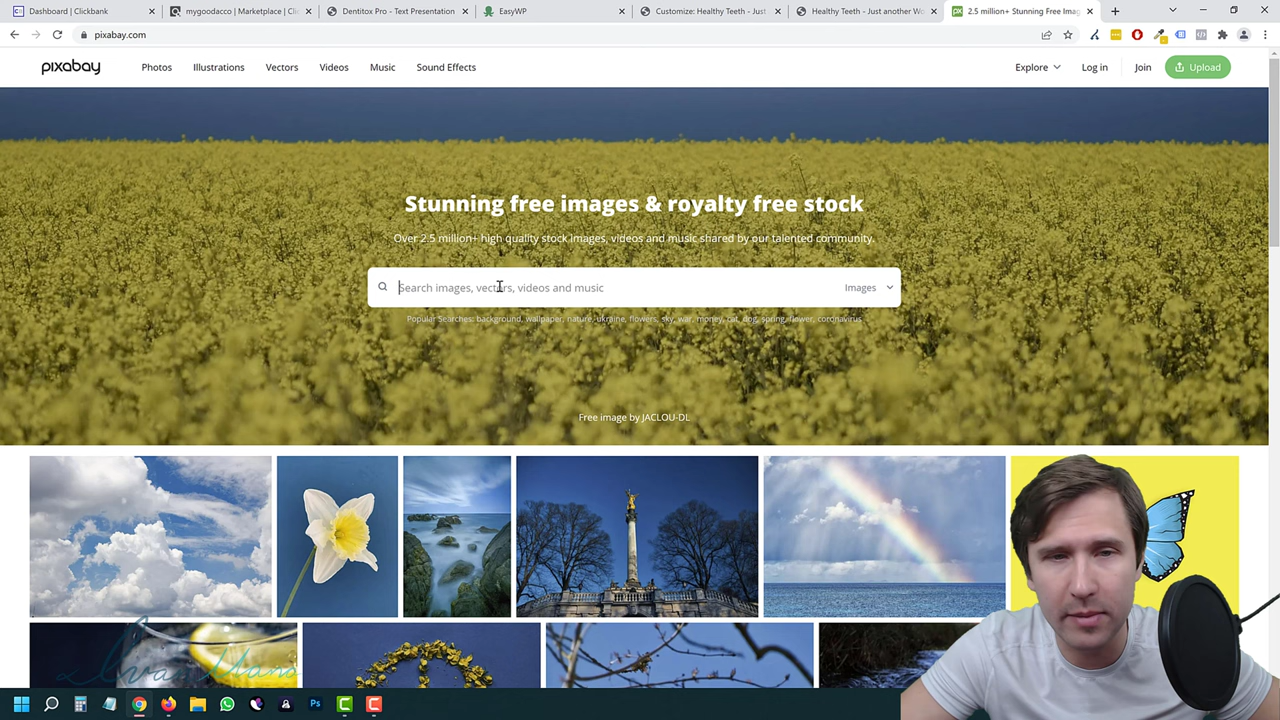 Dashboard | Clickbank
mygoodacco | Marketplace | Cli
Dentitox Pro - Text Presentation
EasyWP
Customize: Healthy Teeth - Just
Healthy Teeth - Just another Wo
2.5 million+ Stunning Free Imag
pixabay.com
pixabay
Photos
Illustrations
Vectors
Videos
Music
Sound Effects
Explore
Log in
Join
Upload
Stunning free images & royalty free stock
Over 2.5 million+ high quality stock images, videos and music shared by our talented community.
Search images, vectors, videos and music
Images
Popular Searches: background, wallpaper, nature, ukraine, flowers, sky, war, money, cat, dog, spring, flower, coronavirus
Free image by JACLOU-DL
Ps